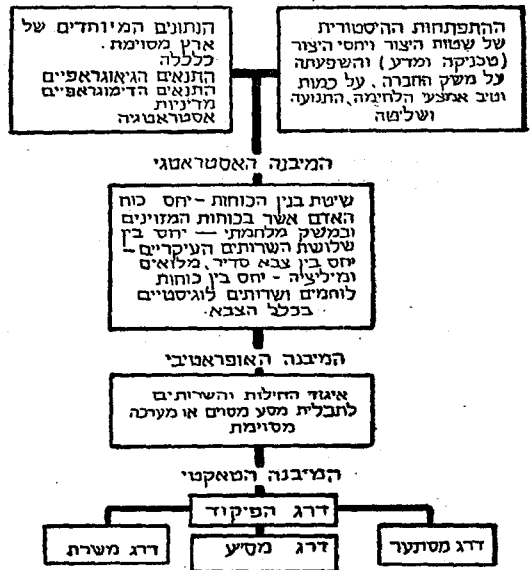 ההתפתחות ההיסטורית
של שטות היצור ויחסי היצור
(טכניקה ומדע) והשפעתה
על משק החברה, על כמות
וטיב אמצעי הלחימה, התנועה
ושליטה
הנתונים המיוחדים של
ארץ מסוימת.
כלכלה
התנאים הגיאוגראפיים
התנאים הדימוגראפיים
מדיניות
אסטראטגיה
המיבנה האסטראטגי
שיטת בנין הכוחות – יחס כוח
האדם אשר בכוחות המזוינים
ובמשק מלחמתי – יחס בין
שלושת השרותים העיקריים –
יחס בין צבא סדיר, מלואים
ומיליציה – יחס בין כוחות
לוחמים ושרותים לוגיסטיים
בכלל הצבא.
המיבנה האופראטיבי
איגוד החילות והשרותים
לתכלית מסע מסוים או מערכה
מסוימת
המיבנה הטאקטי
דרג הפיקוד
דרג מסתער
דרג מסייע
דרג משרת